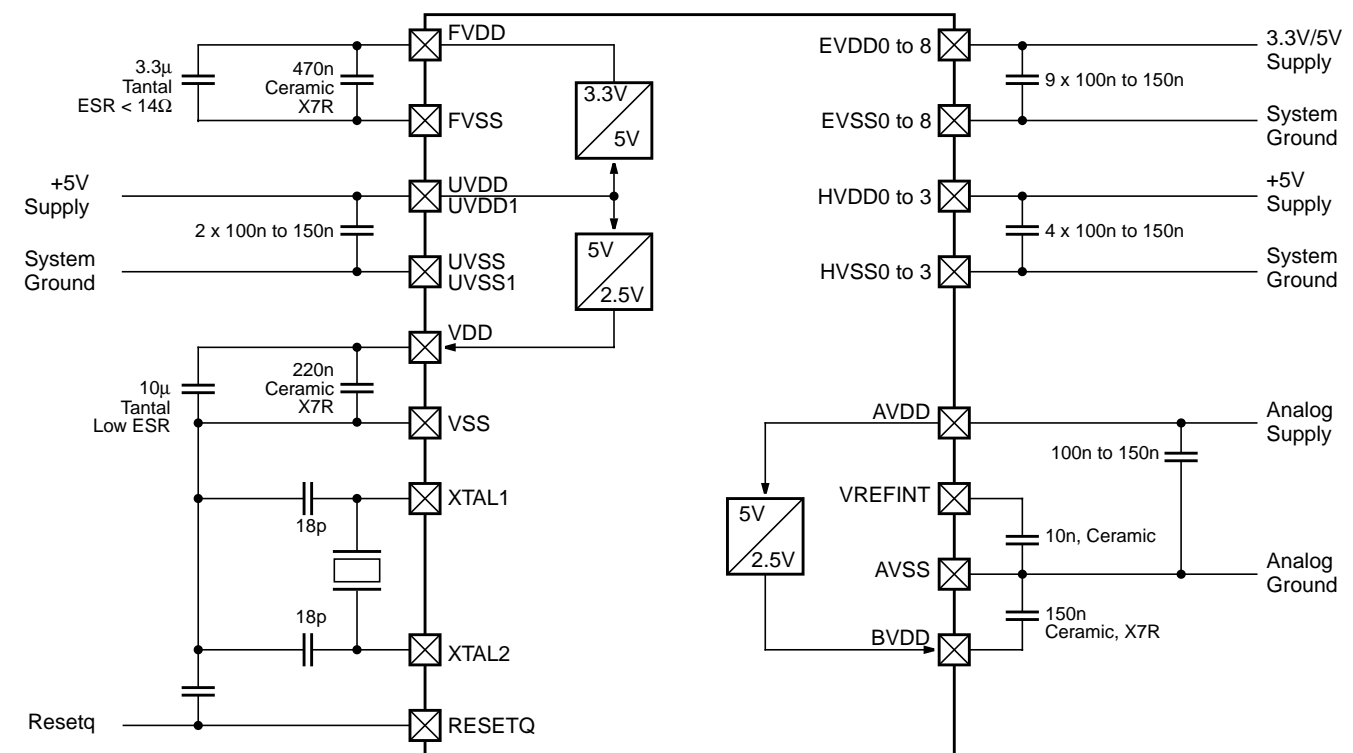 FVDD
3.3µ
Tantal
ESR < 14Ω
470n
Ceramic
X7R
FVSS
3.3V
5V
+5V
Supply
UVDD
UVDD1
2 x 100n to 150n
System
Ground
UVSS
UVSS1
5V
2.5V
VDD
10µ
Tantal
Low ESR
220n
Ceramic
X7R
VSS
XTAL1
18p
18p
XTAL2
Resetq
RESETQ
EVDD0 to 8
3.3V/5V
Supply
9 x 100n to 150n
EVSS0 to 8
System
Ground
HVDD0 to 3
+5V
Supply
4 x 100n to 150n
HVSS0 to 3
System
Ground
AVDD
Analog
Supply
100n to 150n
VREFINT
5V
2.5V
10n, Ceramic
AVSS
Analog
Ground
150n
Ceramic, X7R
BVDD